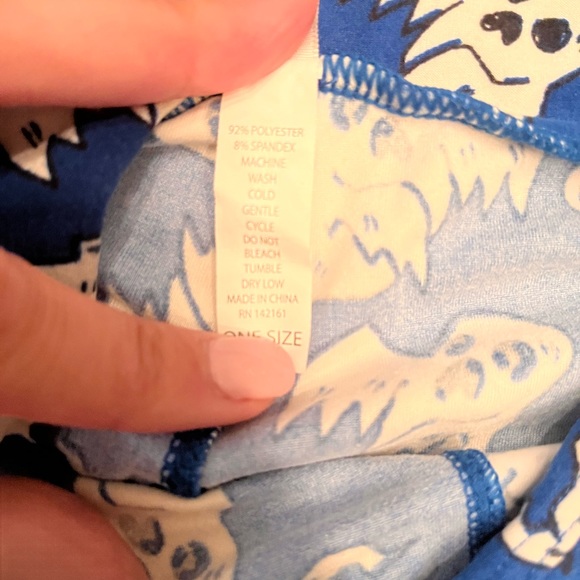 92% POLYESTER
8% SPANDEX
MACHINE
WASH
COLD
GENTLE
CYCLE
DO NOT
BLEACH
TUMBLE
DRY LOW
MADE IN CHINA
RN 142161
ONE SIZE